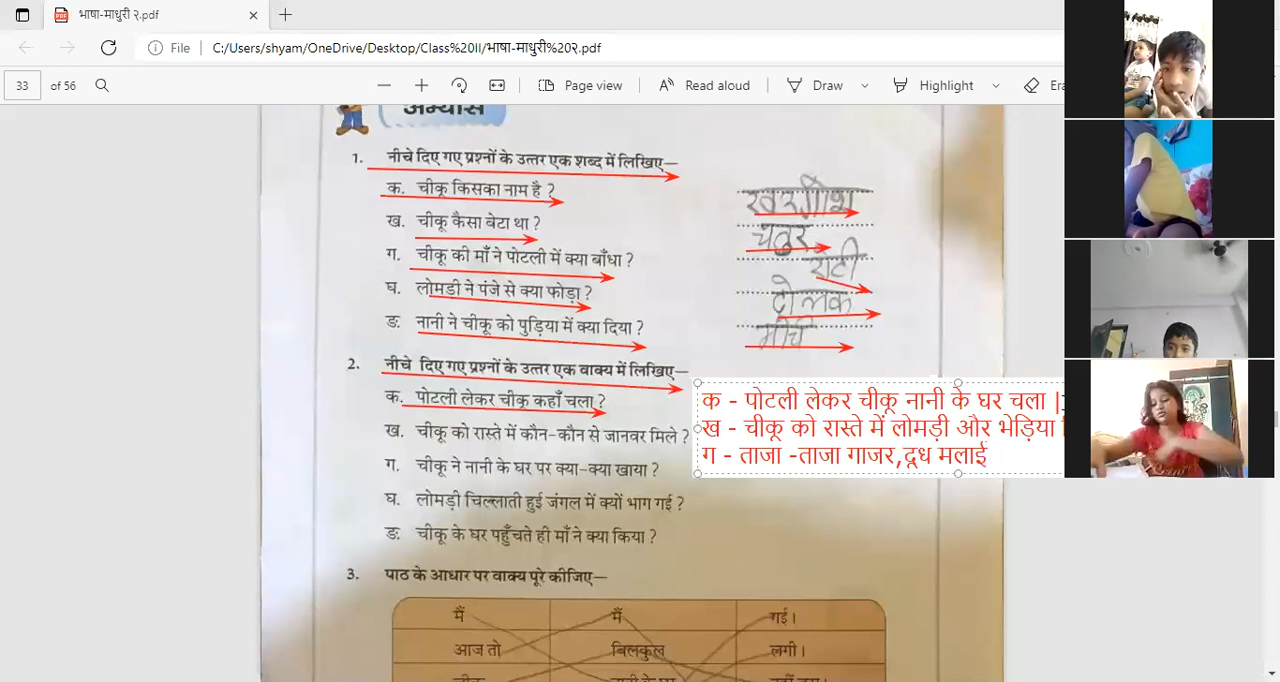 भाषा-माधुरी २.pdf
File C:/Users/shyam/OneDrive/Desktop/Class%20II/भाषा-माधुरी%20२.pdf
33 of 56 Page view Read aloud Draw Highlight Era
अभ्यास
1. नीचे दिए गए प्रश्नों के उत्तर एक शब्द में लिखिए—
क. चीकू किसका नाम है ? खरगोश
ख. चीकू कैसा बेटा था ? चतुर
ग. चीकू की माँ ने पोटली में क्या बाँधा ? रोटी
घ. लोमड़ी ने पंजे से क्या फोड़ा ? ढोलक
ङ. नानी ने चीकू को पुड़िया में क्या दिया ? मीर्च
2. नीचे दिए गए प्रश्नों के उत्तर एक वाक्य में लिखिए—
क. पोटली लेकर चीकू कहाँ चला ?
ख. चीकू को रास्ते में कौन-कौन से जानवर मिले ?
ग. चीकू ने नानी के घर पर क्या-क्या खाया ?
घ. लोमड़ी चिल्लाती हुई जंगल में क्यों भाग गई ?
ङ. चीकू के घर पहुँचते ही माँ ने क्या किया ?
क - पोटली लेकर चीकू नानी के घर चला |
ख - चीकू को रास्ते में लोमड़ी और भेड़िया
ग - ताजा -ताजा गाजर,दूध मलाई
3. पाठ के आधार पर वाक्य पूरे कीजिए—
मैं मैं गई।
आज तो बिलकुल लगी।